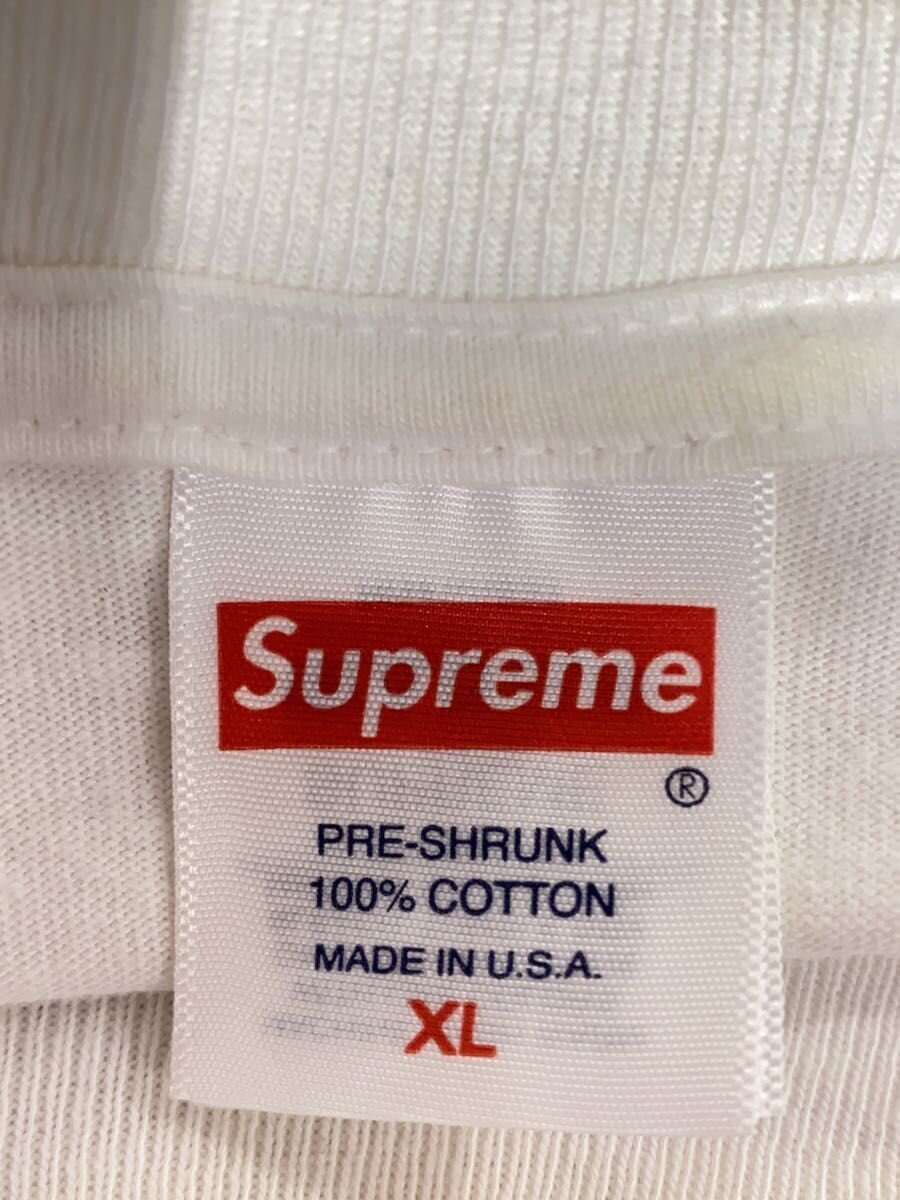 Supreme
®
PRE-SHRUNK
100% COTTON
MADE IN U.S.A.
XL